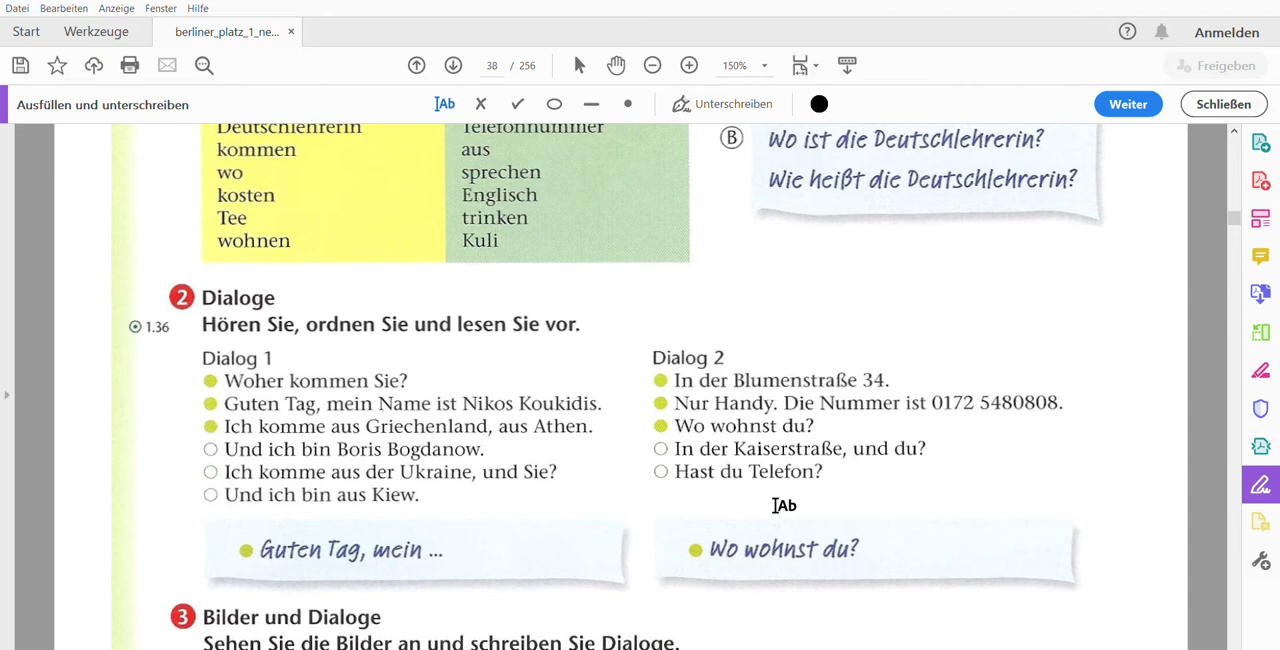 Datei Bearbeiten Anzeige Fenster Hilfe
Start Werkzeuge berliner_platz_1_ne... × Anmelden
38 / 256 150% Freigeben
Ausfüllen und unterschreiben Ab Unterschreiben Weiter Schließen
Deutschlehrerin
kommen
wo
kosten
Tee
wohnen
Telefonnummer
aus
sprechen
Englisch
trinken
Kuli
B Wo ist die Deutschlehrerin?
Wie heißt die Deutschlehrerin?
2 Dialoge
1.36 Hören Sie, ordnen Sie und lesen Sie vor.
Dialog 1
Woher kommen Sie?
Guten Tag, mein Name ist Nikos Koukidis.
Ich komme aus Griechenland, aus Athen.
Und ich bin Boris Bogdanow.
Ich komme aus der Ukraine, und Sie?
Und ich bin aus Kiew.
Guten Tag, mein ...
Dialog 2
In der Blumenstraße 34.
Nur Handy. Die Nummer ist 0172 5480808.
Wo wohnst du?
In der Kaiserstraße, und du?
Hast du Telefon?
Ab
Wo wohnst du?
3 Bilder und Dialoge
Sehen Sie die Bilder an und schreiben Sie Dialoge.